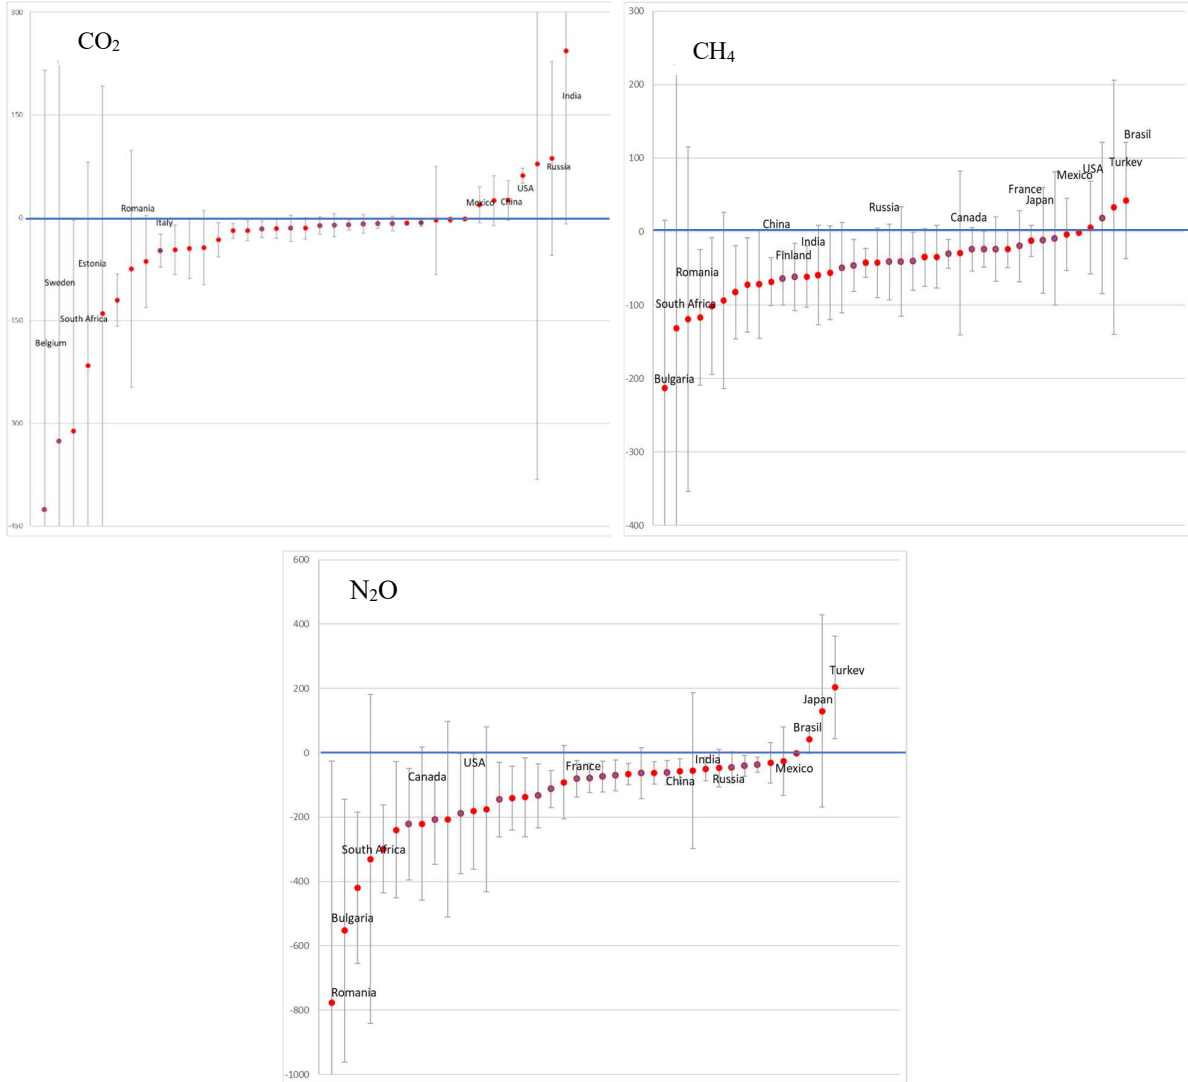 CO₂
300
150
0
-150
300
-450
India
Russia
USA
Mexico
China
Romania
Italy
Estonia
Sweden
South Africa
Belgium
CH₄
300
200
100
0
-100
-200
-300
-400
Brasil
Turkey
USA
Mexico
France
Japan
Canada
Russia
China
India
Finland
Romania
South Africa
Bulgaria
N₂O
600
400
200
0
-200
-400
-600
-800
-1000
Turkey
Japan
Brasil
Mexico
India
Russia
China
France
USA
Canada
South Africa
Bulgaria
Romania